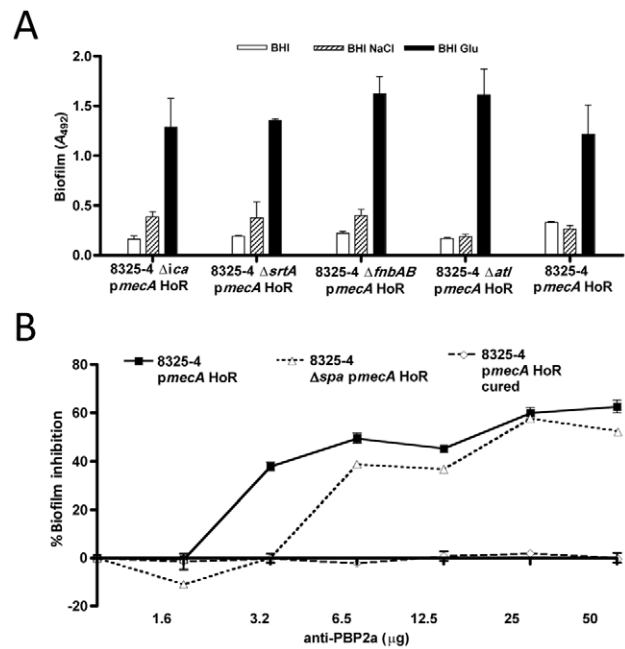 A
BHI
BHI NaCl
BHI Glu
Biofilm (A492)
2.0
1.5
1.0
0.5
0.0
8325-4 Δica
pmecA HoR
8325-4 ΔsrtA
pmecA HoR
8325-4 ΔfnbAB
pmecA HoR
8325-4 Δatl
pmecA HoR
8325-4
pmecA HoR
B
8325-4
pmecA HoR
8325-4
Δspa pmecA HoR
8325-4
pmecA HoR
cured
% Biofilm inhibition
80
60
40
20
0
-20
1.6
3.2
6.5
12.5
25
50
anti-PBP2a (μg)